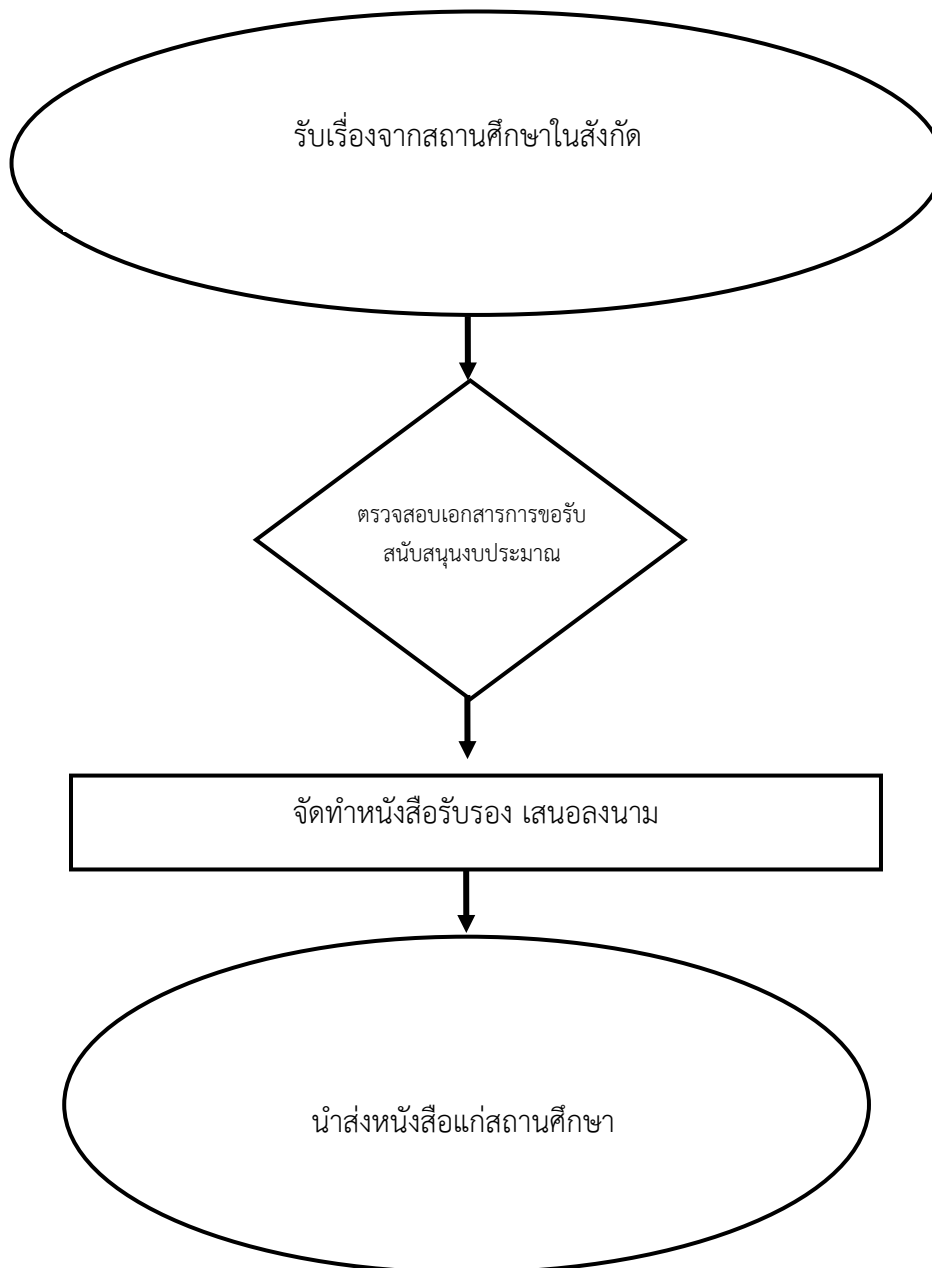 รับเรื่องจากสถานศึกษาในสังกัด
ตรวจสอบเอกสารการขอรับ
สนับสนุนงบประมาณ
จัดทำหนังสือรับรอง เสนอลงนาม
นำส่งหนังสือแก่สถานศึกษา